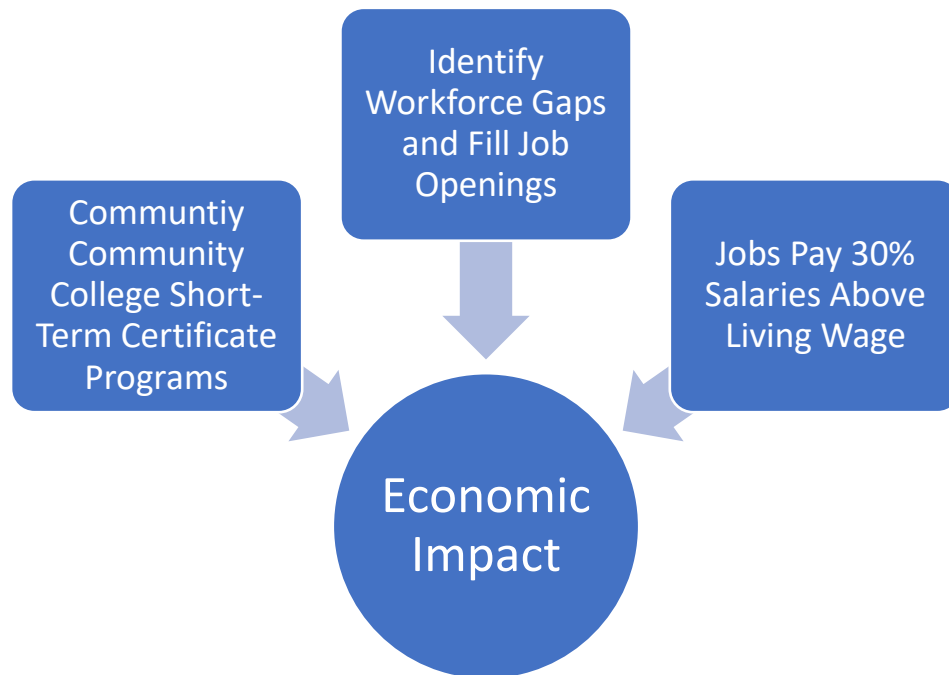 Identify
Workforce Gaps
and Fill Job
Openings
Communtiy
Community
College Short-
Term Certificate
Programs
Jobs Pay 30%
Salaries Above
Living Wage
Economic
Impact